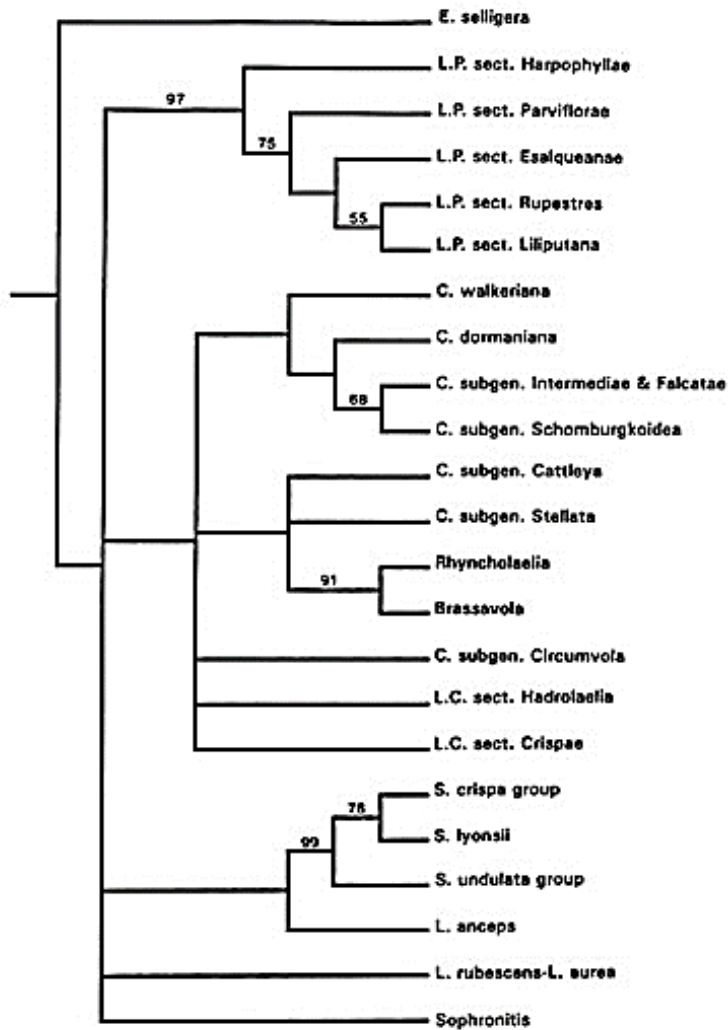 E. selligera
L.P. sect. Harpophyllae
97
L.P. sect. Parviflorae
75
L.P. sect. Esalqueanae
L.P. sect. Rupestres
55
L.P. sect. Liliputana
C. walkeriana
C. dormaniana
C. subgen. Intermediae & Falcatae
68
C. subgen. Schomburgkoidea
C. subgen. Cattleya
C. subgen. Stellata
Rhyncholaelia
91
Brassavola
C. subgen. Circumvola
L.C. sect. Hadrolaelia
L.C. sect. Crispae
S. crispa group
78
S. lyonsii
99
S. undulata group
L. anceps
L. rubescens-L. aurea
Sophronitis